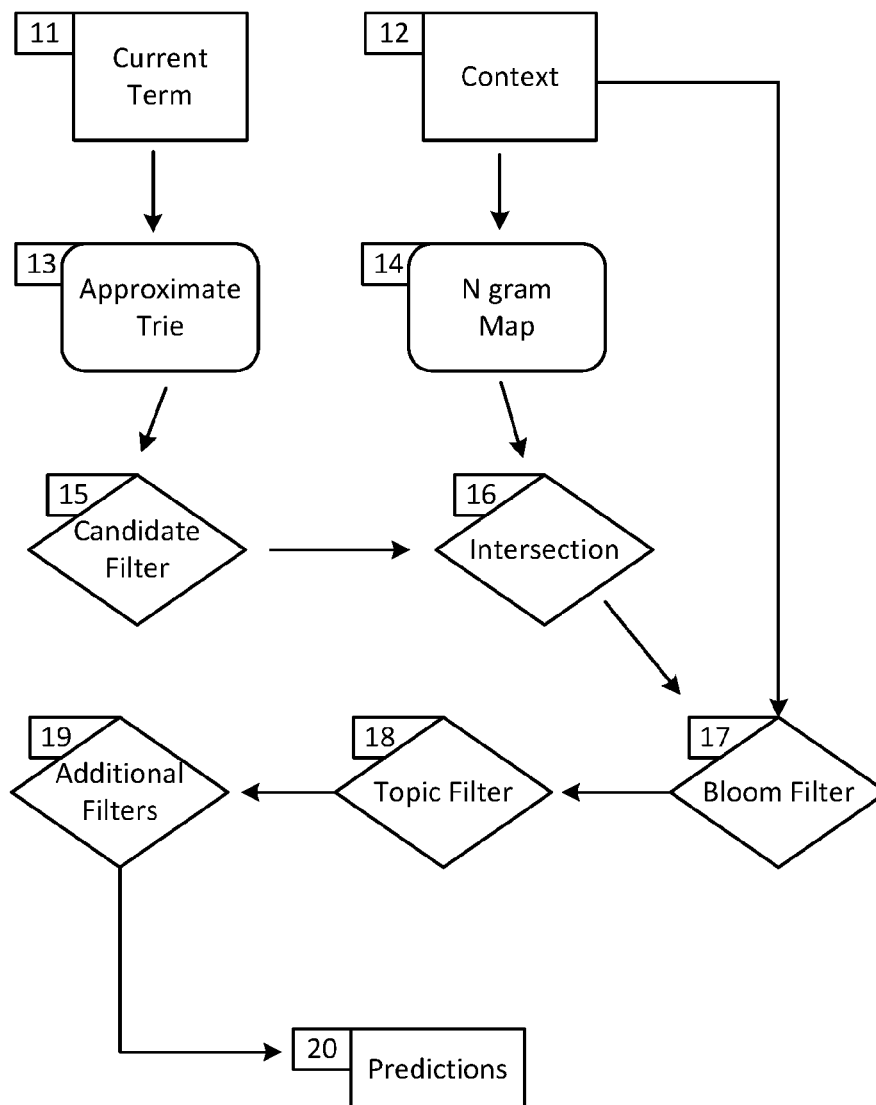 11
Current
Term
12
Context
13
Approximate
Trie
14
N gram
Map
15
Candidate
Filter
16
Intersection
19
Additional
Filters
18
Topic Filter
17
Bloom Filter
20
Predictions